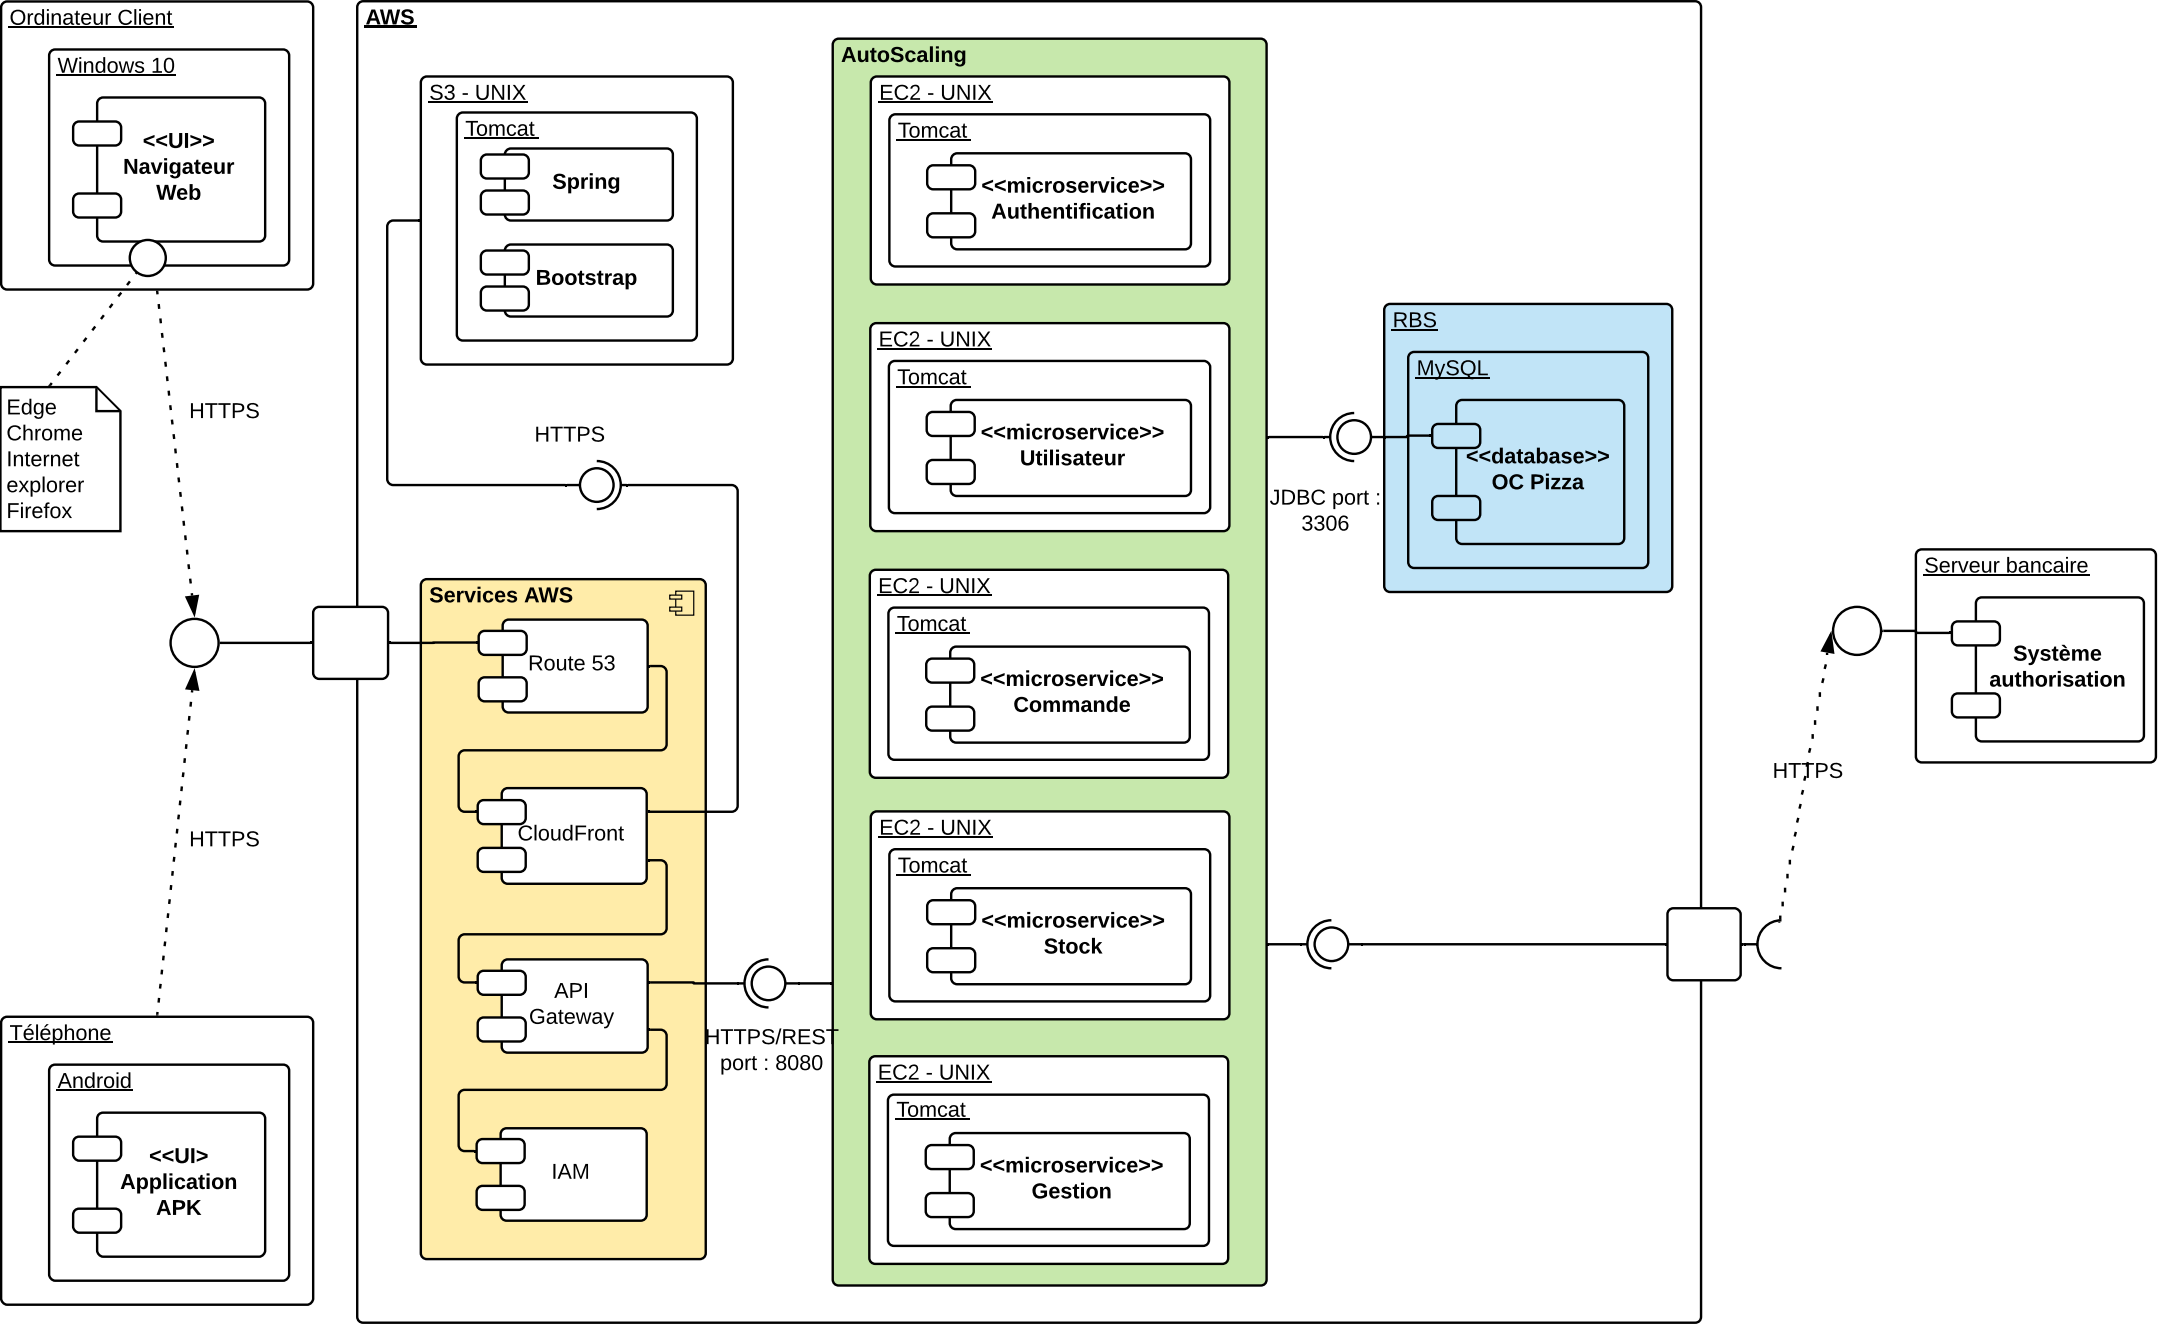 Ordinateur Client
Windows 10
<<UI>>
Navigateur
Web
Edge
Chrome
Internet
explorer
Firefox
HTTPS
HTTPS
Téléphone
Android
<<UI>
Application
APK
AWS
S3 - UNIX
Tomcat
Spring
Bootstrap
HTTPS
Services AWS
Route 53
CloudFront
API
Gateway
IAM
HTTPS/REST
port : 8080
AutoScaling
EC2 - UNIX
Tomcat
<<microservice>>
Authentification
EC2 - UNIX
Tomcat
<<microservice>>
Utilisateur
EC2 - UNIX
Tomcat
<<microservice>>
Commande
EC2 - UNIX
Tomcat
<<microservice>>
Stock
EC2 - UNIX
Tomcat
<<microservice>>
Gestion
JDBC port :
3306
RBS
MySQL
<<database>>
OC Pizza
HTTPS
Serveur bancaire
Système
authorisation